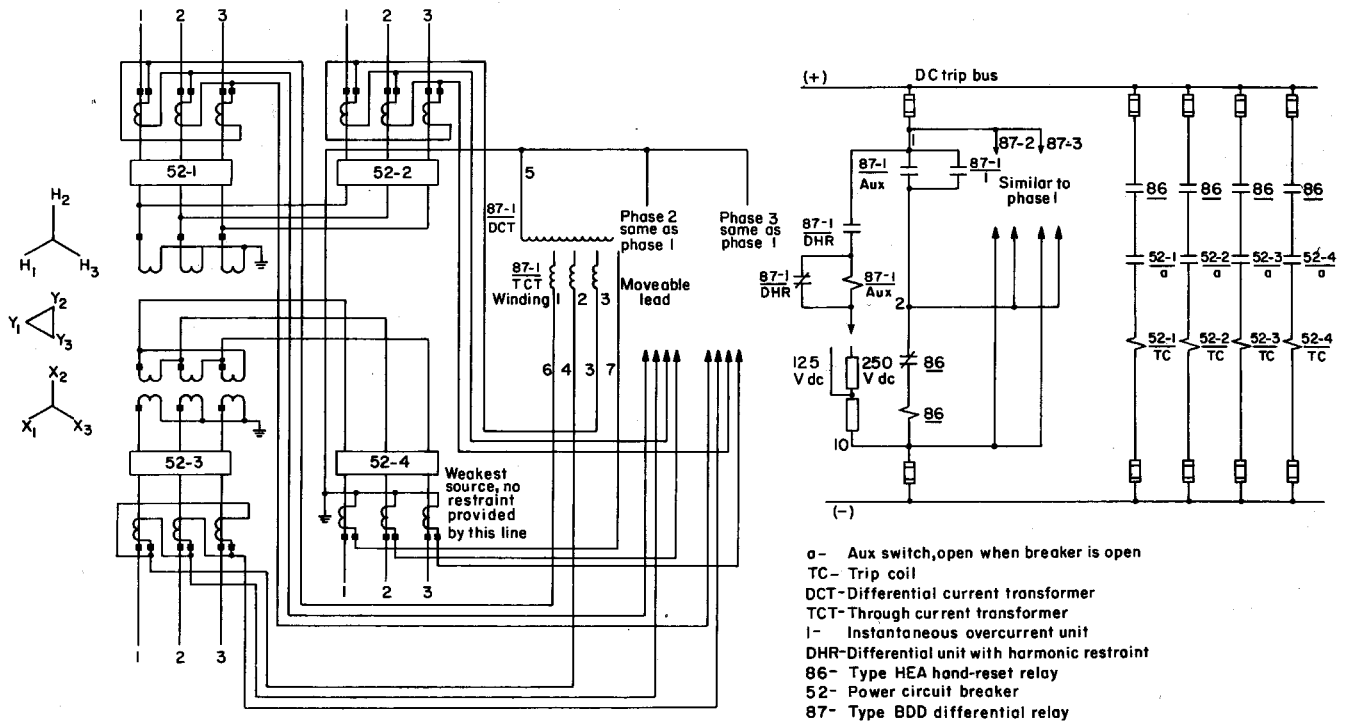 1 2 3
1 2 3
52-1
52-2
H2
H1 H3
Y2
Y1
Y3
X2
X1 X3
5
87-1
DCT
Phase 2
same as
phase 1
Phase 3
same as
phase 1
87-1
TCT
Winding 1 2 3
Moveable
lead
6 4 3 7
52-3
52-4
Weakest
source, no
restraint
provided
by this line
1 2 3
1 2 3
(+) DC trip bus
1
87-2 87-3
87-1
Aux
87-1
I
Similar to
phase 1
87-1
DHR
87-1
DHR
87-1
Aux
2
125
V dc
250
V dc
86
86
10
(-)
86 86 86 86
52-1 52-2 52-3 52-4
a a a a
52-1 52-2 52-3 52-4
TC TC TC TC
a- Aux switch, open when breaker is open
TC- Trip coil
DCT-Differential current transformer
TCT-Through current transformer
I- Instantaneous overcurrent unit
DHR-Differential unit with harmonic restraint
86- Type HEA hand-reset relay
52- Power circuit breaker
87- Type BDD differential relay